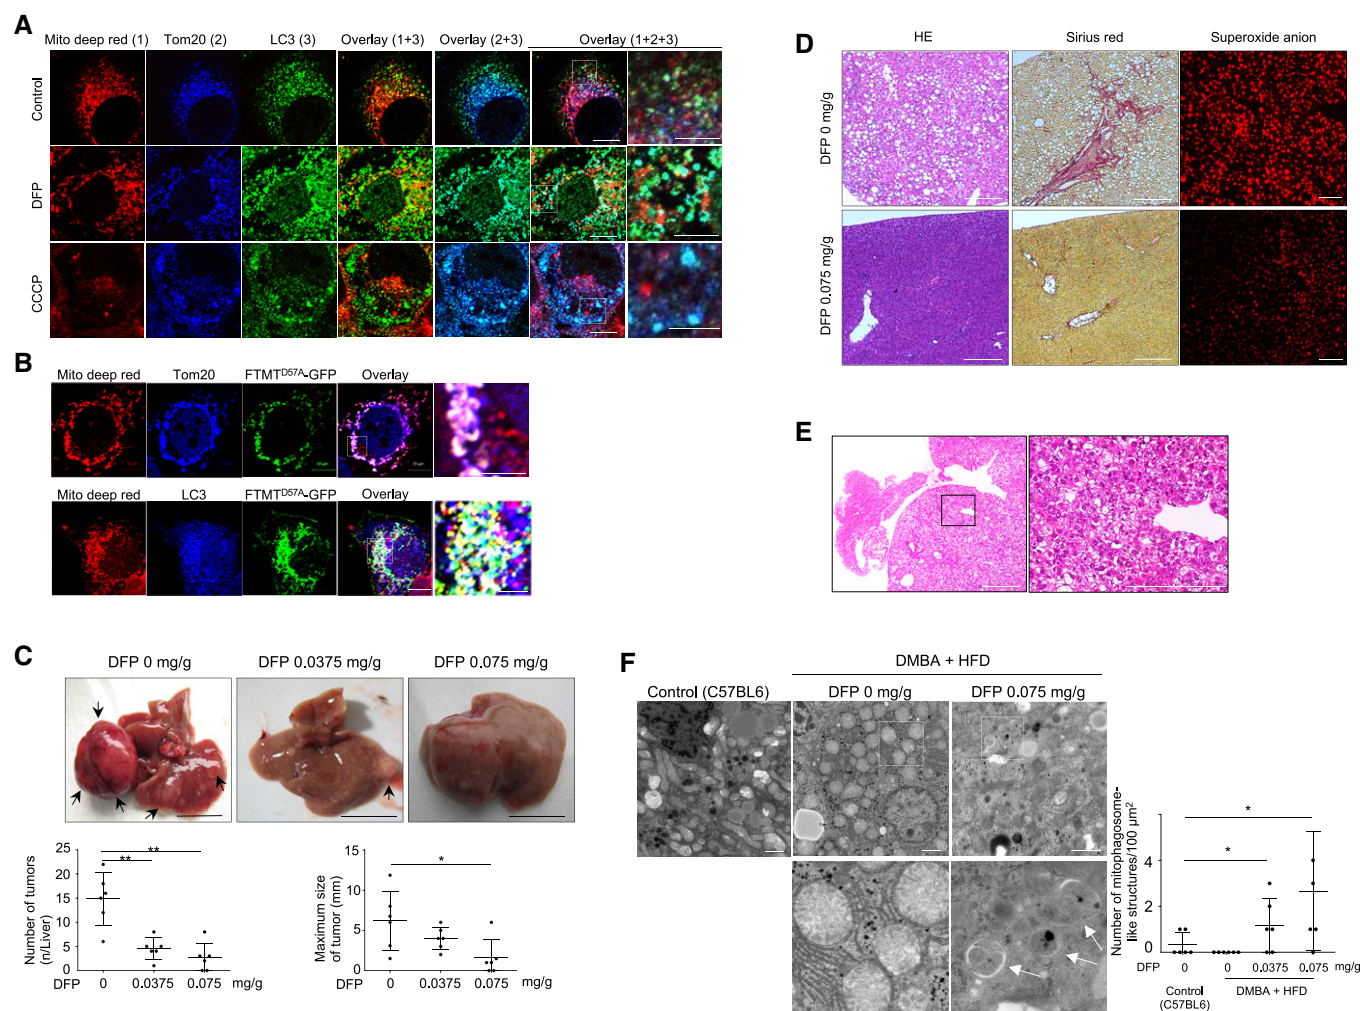 A
Mito deep red (1) Tom20 (2) LC3 (3) Overlay (1+3) Overlay (2+3) Overlay (1+2+3)
Control
DFP
CCCP
B
Mito deep red Tom20 FTMTD57A-GFP Overlay
Mito deep red LC3 FTMTD57A-GFP Overlay
C
DFP 0 mg/g DFP 0.0375 mg/g DFP 0.075 mg/g
Number of tumors
(n/Liver)
25
20
15
10
5
0
**
**
DFP 0 0.0375 0.075 mg/g
Maximum size
of tumor (mm)
15
10
5
0
*
DFP 0 0.0375 0.075 mg/g
D
HE Sirius red Superoxide anion
DFP 0 mg/g
DFP 0.075 mg/g
E
F
DMBA + HFD
Control (C57BL6) DFP 0 mg/g DFP 0.075 mg/g
Number of mitophagosome-
like structures/100 µm2
6
4
2
0
*
*
DFP 0 0 0.0375 0.075 mg/g
Control
(C57BL6)
DMBA + HFD